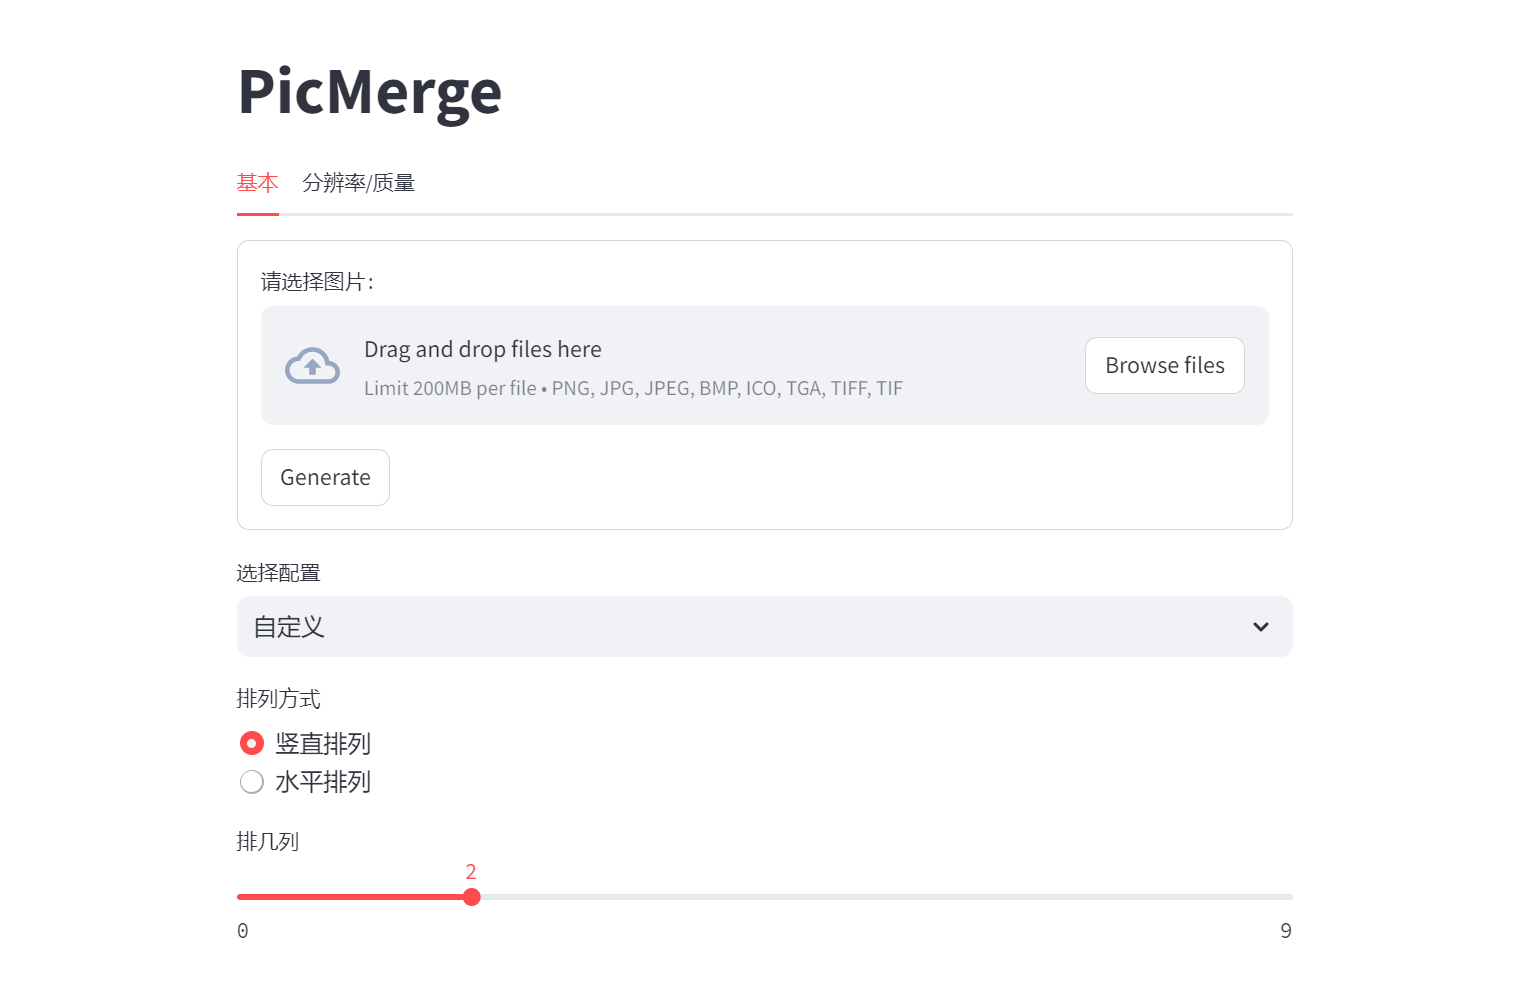 PicMerge
基本 分辨率/质量
请选择图片:
Drag and drop files here
Limit 200MB per file • PNG, JPG, JPEG, BMP, ICO, TGA, TIFF, TIF
Browse files
Generate
选择配置
自定义
排列方式
竖直排列
水平排列
排几列
2
0 9